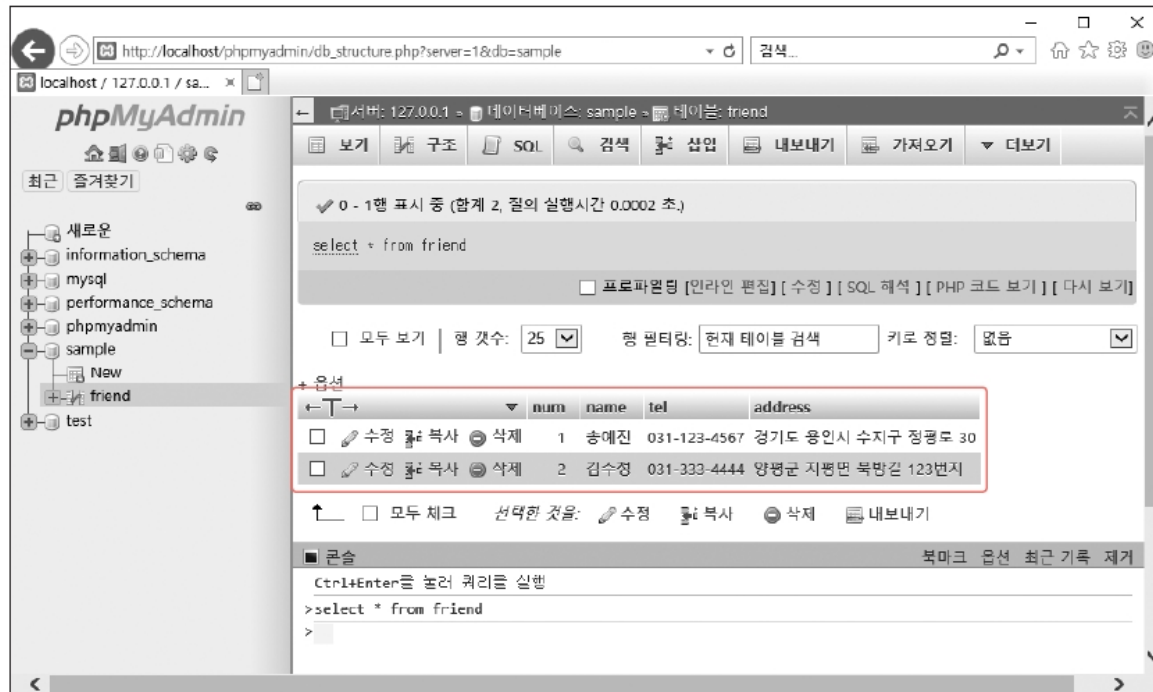 http://localhost/phpmyadmin/db_structure.php?server=1&db=sample
검색...
localhost / 127.0.0.1 / sa...
phpMyAdmin
최근 즐겨찾기
새로운
information_schema
mysql
performance_schema
phpmyadmin
sample
New
friend
test
서버: 127.0.0.1 » 데이터베이스: sample » 테이블: friend
보기 구조 SQL 검색 삽입 내보내기 가져오기 ▼ 더보기
0 - 1행 표시 중 (합계 2, 질의 실행시간 0.0002 초.)
select * from friend
프로파일링 [인라인 편집] [ 수정 ] [ SQL 해석 ] [ PHP 코드 보기 ] [ 다시 보기]
모두 보기 | 행 갯수: 25 행 필터링: 현재 테이블 검색 키로 정렬: 없음
+ 옵션
←T→ ▼ num name tel address
수정 복사 삭제 1 송예진 031-123-4567 경기도 용인시 수지구 정평로 30
수정 복사 삭제 2 김수정 031-333-4444 양평군 지평면 북방길 123번지
모두 체크 선택한 것을: 수정 복사 삭제 내보내기
콘솔 북마크 옵션 최근 기록 제거
Ctrl+Enter를 눌러 쿼리를 실행
>select * from friend
>